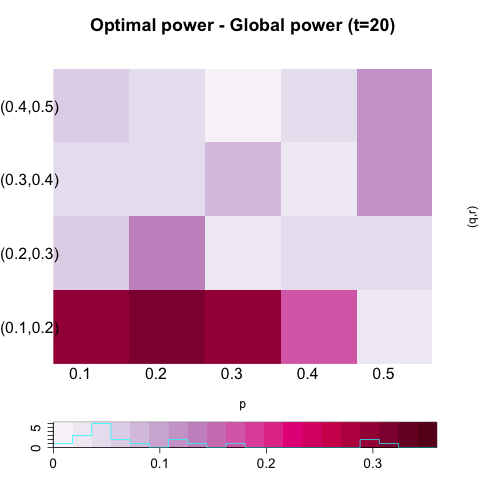 Optimal power - Global power (t=20)
(0.4,0.5)
(0.3,0.4)
(0.2,0.3)
(0.1,0.2)
(q,r)
0.1 0.2 0.3 0.4 0.5
p
0 5
0 0.1 0.2 0.3